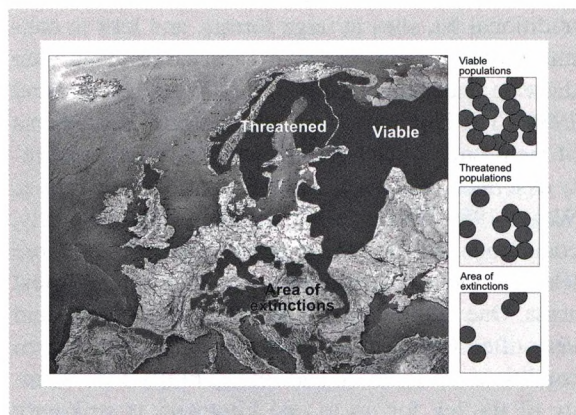 Threatened
Viable
Area of
extinctions
Viable
populations
Threatened
populations
Area of
extinctions